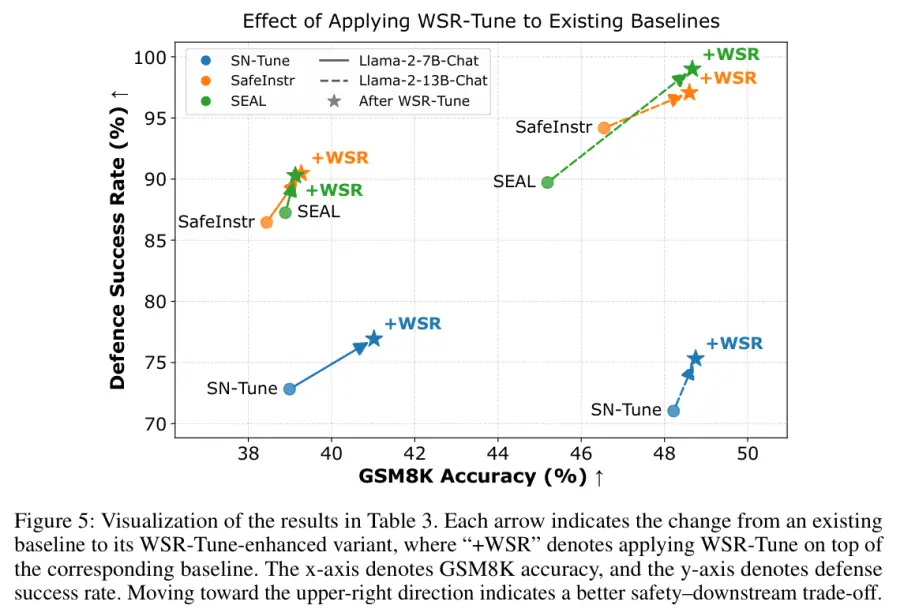 Effect of Applying WSR-Tune to Existing Baselines
Defence Success Rate (%) ↑
100
95
90
85
80
75
70
SN-Tune
SafeInstr
SEAL
Llama-2-7B-Chat
Llama-2-13B-Chat
After WSR-Tune
+WSR
+WSR
SafeInstr
SEAL
+WSR
+WSR
SafeInstr
SEAL
+WSR
SN-Tune
+WSR
SN-Tune
38
40
42
44
46
48
50
GSM8K Accuracy (%) ↑
Figure 5: Visualization of the results in Table 3. Each arrow indicates the change from an existing
baseline to its WSR-Tune-enhanced variant, where “+WSR” denotes applying WSR-Tune on top of
the corresponding baseline. The x-axis denotes GSM8K accuracy, and the y-axis denotes defense
success rate. Moving toward the upper-right direction indicates a better safety–downstream trade-off.